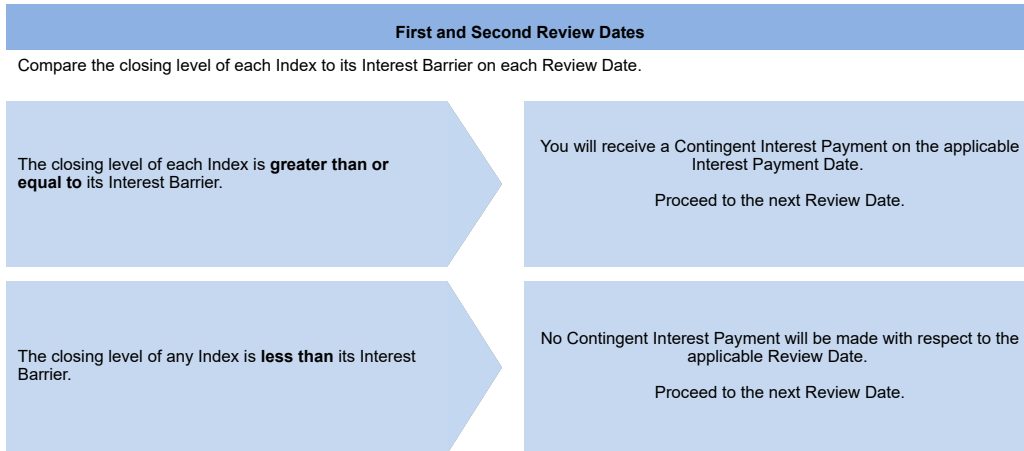 First and Second Review Dates
Compare the closing level of each Index to its Interest Barrier on each Review Date.
The closing level of each Index is greater than or
equal to its Interest Barrier.
You will receive a Contingent Interest Payment on the applicable
Interest Payment Date.
Proceed to the next Review Date.
The closing level of any Index is less than its Interest
Barrier.
No Contingent Interest Payment will be made with respect to the
applicable Review Date.
Proceed to the next Review Date.